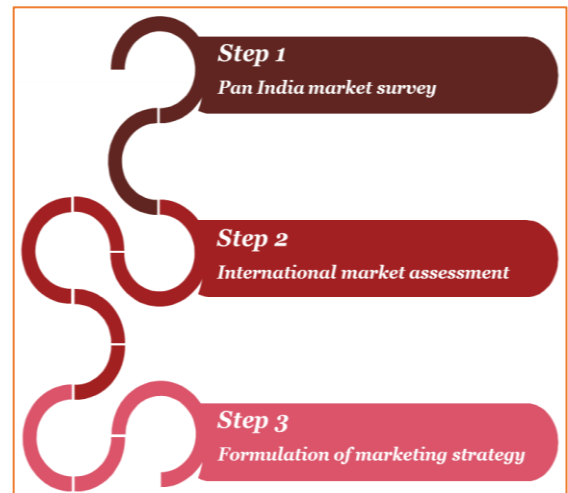 Step 1
Pan India market survey
Step 2
International market assessment
Step 3
Formulation of marketing strategy